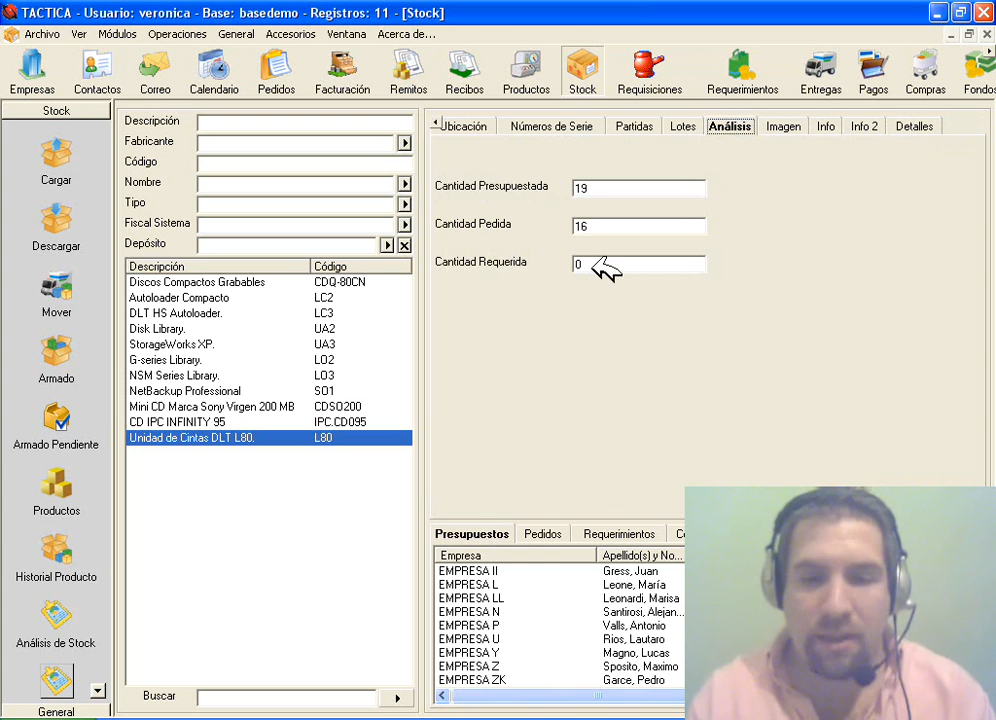 TACTICA - Usuario: veronica - Base: basedemo - Registros: 11 - [Stock]
Archivo Ver Módulos Operaciones General Accesorios Ventana Acerca de...
Empresas Contactos Correo Calendario Pedidos Facturación Remitos Recibos Productos Stock Requisiciones Requerimientos Entregas Pagos Compras Fondos
Stock
Cargar
Descargar
Mover
Armado
Armado Pendiente
Productos
Historial Producto
Análisis de Stock
General
Descripción
Fabricante
Código
Nombre
Tipo
Fiscal Sistema
Depósito
Descripción Código
Discos Compactos Grabables CDQ-80CN
Autoloader Compacto LC2
DLT HS Autoloader. LC3
Disk Library. UA2
StorageWorks XP. UA3
G-series Library. LO2
NSM Series Library. LO3
NetBackup Professional SO1
Mini CD Marca Sony Virgen 200 MB CDSO200
CD IPC INFINITY 95 IPC.CD095
Unidad de Cintas DLT L80. L80
Buscar
Ubicación Números de Serie Partidas Lotes Análisis Imagen Info Info 2 Detalles
Cantidad Presupuestada 19
Cantidad Pedida 16
Cantidad Requerida 0
Presupuestos Pedidos Requerimientos
Empresa Apellido(s) y No...
EMPRESA II Gress, Juan
EMPRESA L Leone, María
EMPRESA LL Leonardi, Marisa
EMPRESA N Santirosi, Alejan...
EMPRESA P Valls, Antonio
EMPRESA U Rios, Lautaro
EMPRESA Y Magno, Lucas
EMPRESA Z Sposito, Maximo
EMPRESA ZK Garce, Pedro